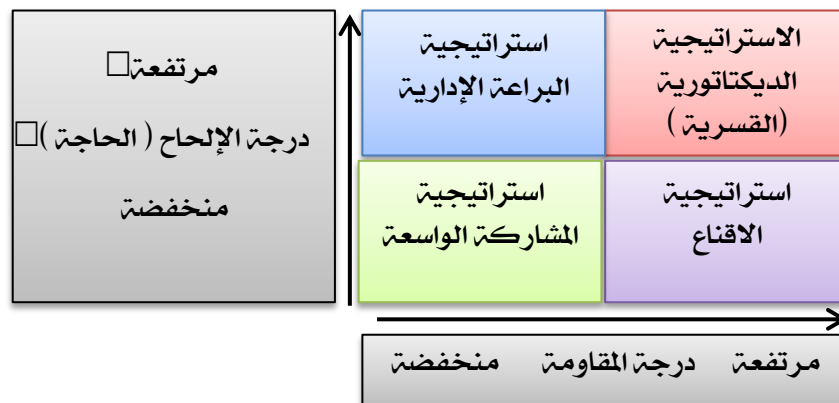 الاستراتيجية
الديكتاتورية
(القسرية )
استراتيجية
البراعة الإدارية
مرتفعة
درجة الإلحاح ( الحاجة )
منخفضة
استراتيجية
الاقناع
استراتيجية
المشاركة الواسعة
مرتفعة درجة المقاومة منخفضة